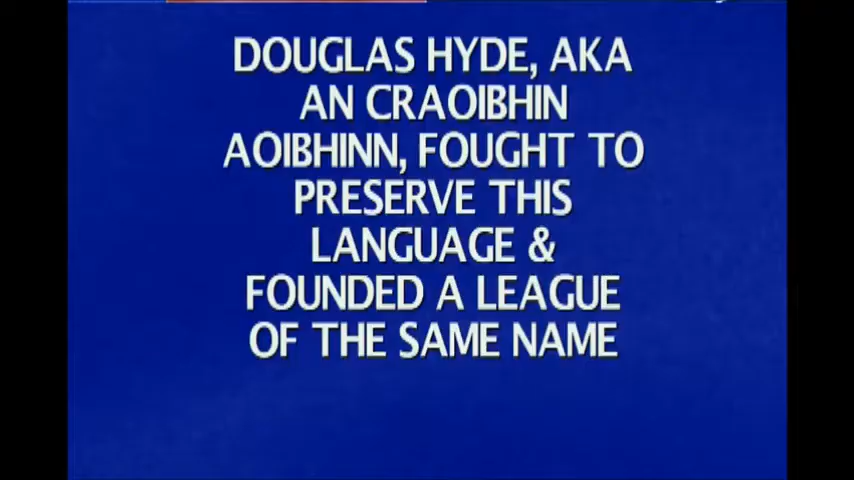 DOUGLAS HYDE, AKA
AN CRAOIBHIN
AOIBHINN, FOUGHT TO
PRESERVE THIS
LANGUAGE &
FOUNDED A LEAGUE
OF THE SAME NAME